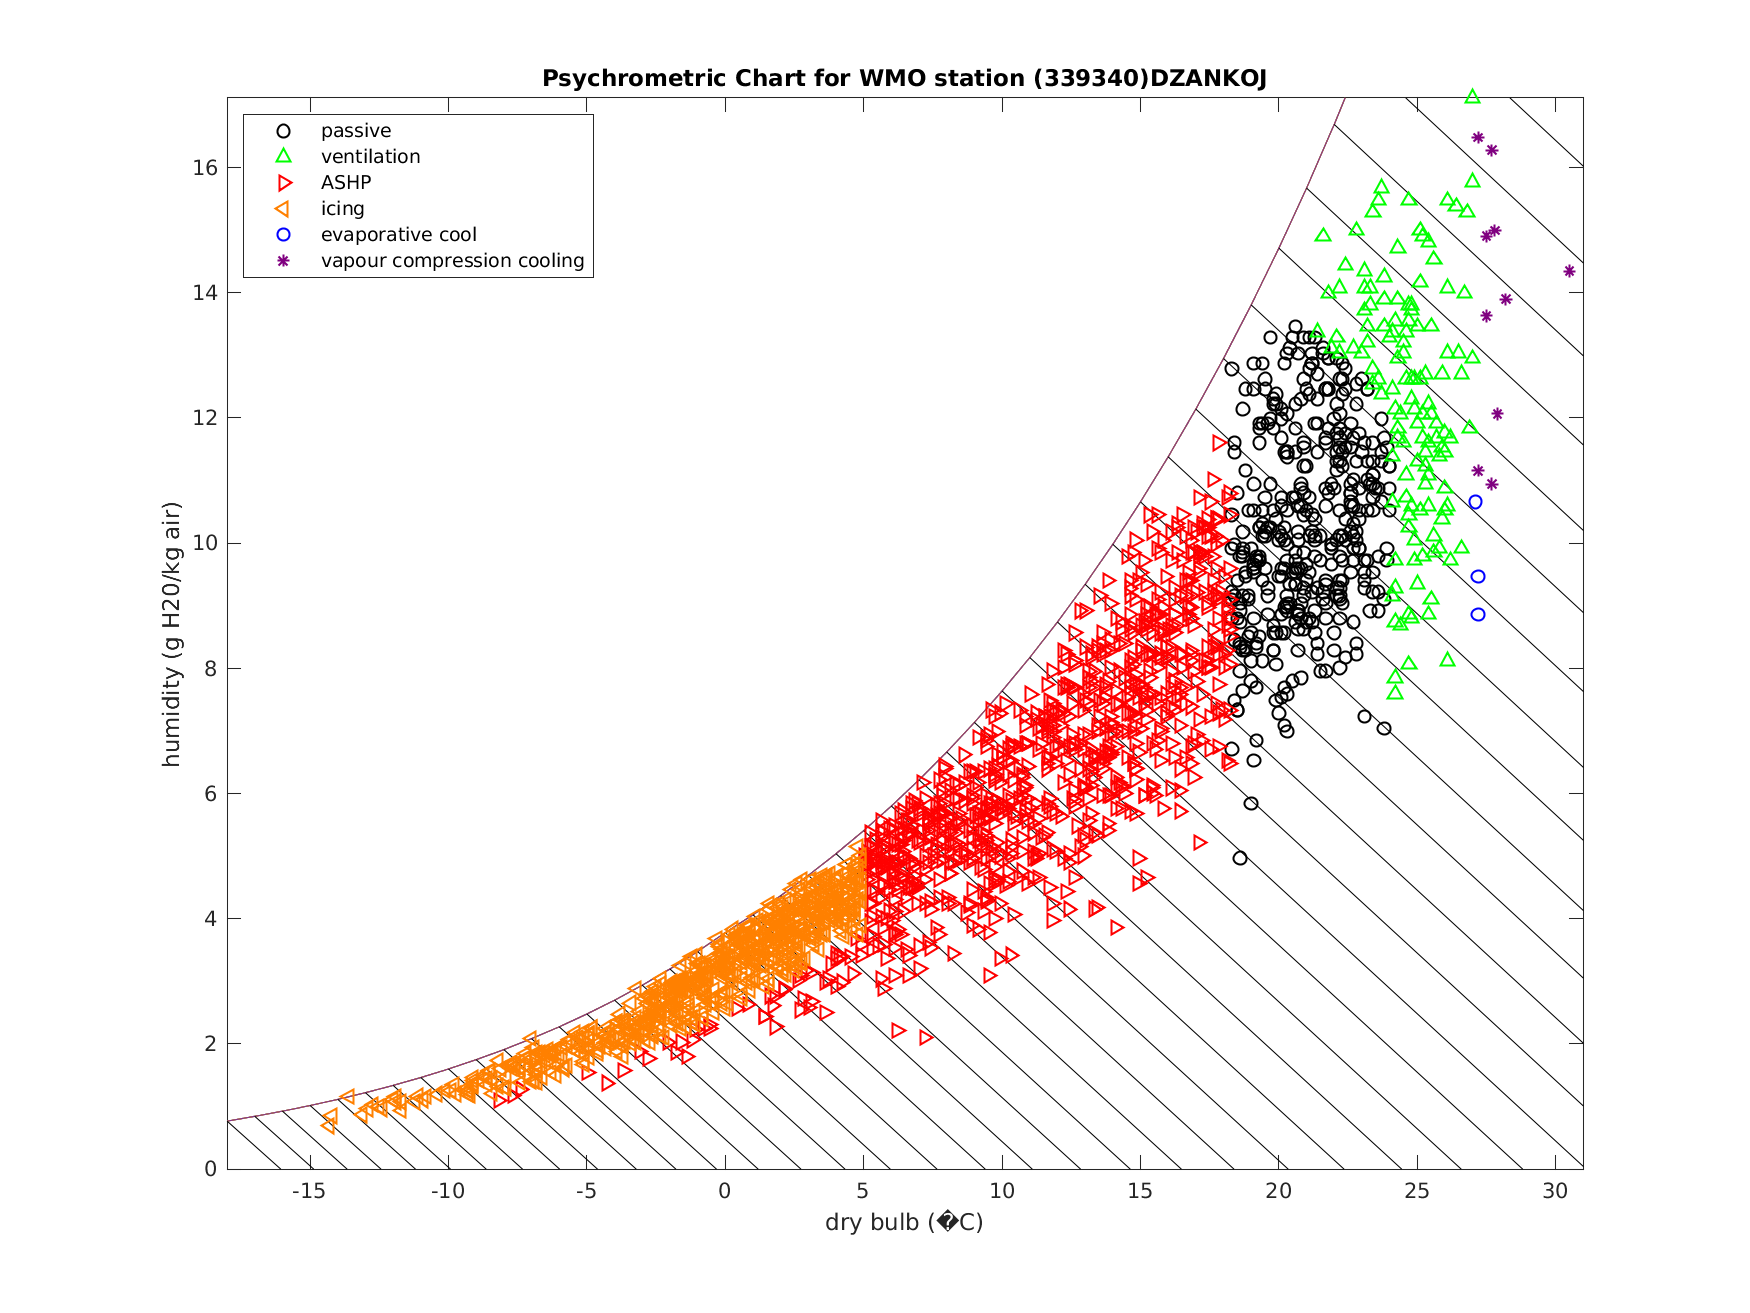 Psychrometric Chart for WMO station (339340)DZANKOJ
passive
ventilation
ASHP
icing
evaporative cool
vapour compression cooling
humidity (g H20/kg air)
16
14
12
10
8
6
4
2
0
-15 -10 -5 0 5 10 15 20 25 30
dry bulb (�C)